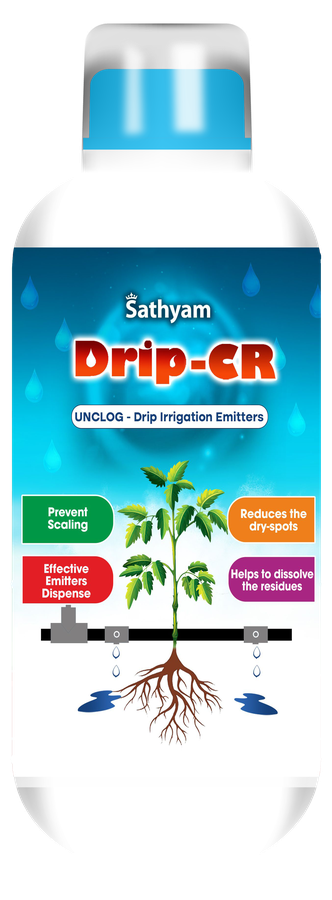 Sathyam
Drip-CR
UNCLOG - Drip Irrigation Emitters
Prevent
Scaling
Reduces the
dry-spots
Effective
Emitters
Dispense
Helps to dissolve
the residues